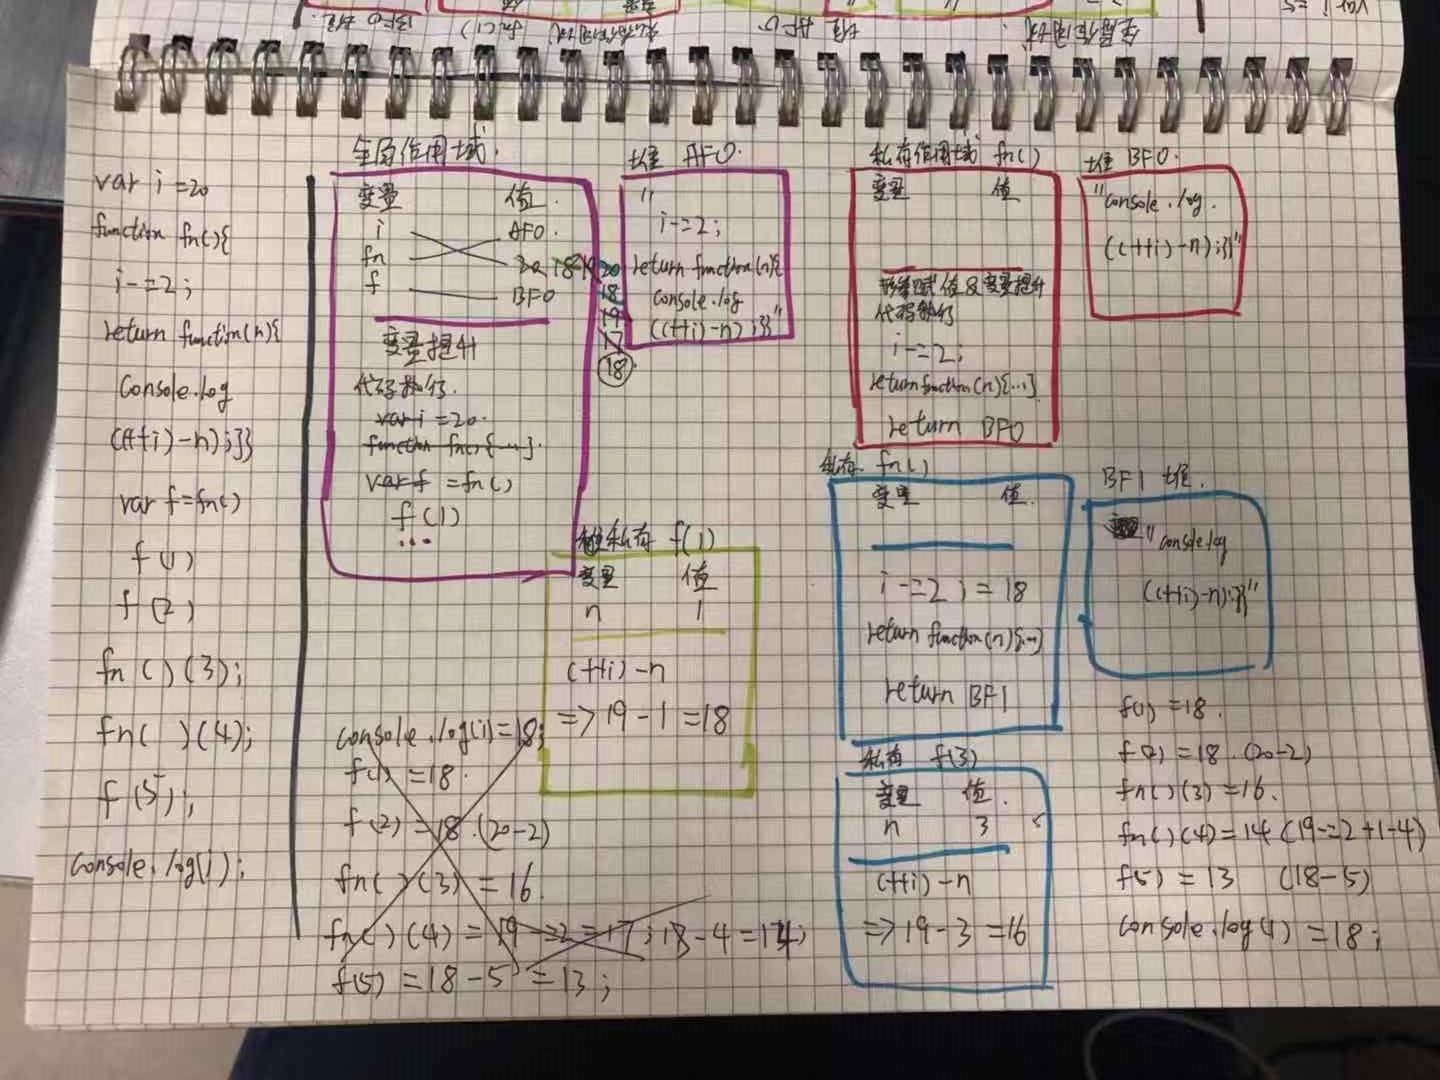 var i =20
function fn(){
i-=2;
return function(n){
console.log
((++i)-n);}}
var f=fn()
f(1)
f(2)
fn()(3);
fn( )(4);
f(5);
console.log(i);
全局作用域.
变量 值.
i AFO.
fn 20 18 19 20
f BFO 18
19
17
18
变量提升
代码执行.
var i =20.
function fn(){...}.
var f =fn()
f(1)
...
堆 AFO.
"
i-=2;
return function(n){
console.log
((++i)-n);}"
私有作用域 fn()
变量 值
形参赋值&变量提升
代码执行
i-=2;
return function(n){...}
return BFO
堆 BFO.
"console.log.
((++i)-n);}"
私有 f(1)
变量 值
n 1
(++i)-n
=>19-1=18
私有 fn()
变量 值.
i-=2 i=18
return function(n){...}
return BF1
BF1 堆.
"console.log
((++i)-n);}"
私有 f(3)
变量 值.
n 3
(++i)-n
=>19-3=16
console.log(i)=18;
f(1) =18.
f(2) =18.(20-2)
fn( )(3) =16.
fn( )(4) =19-=2=17;18-4=14;
f(5) =18-5 =13;
f(1) =18.
f(2) =18.(20-2)
fn()(3) =16.
fn()(4)=14(19-=2+1-4)
f(5) =13 (18-5)
console.log(i) =18;